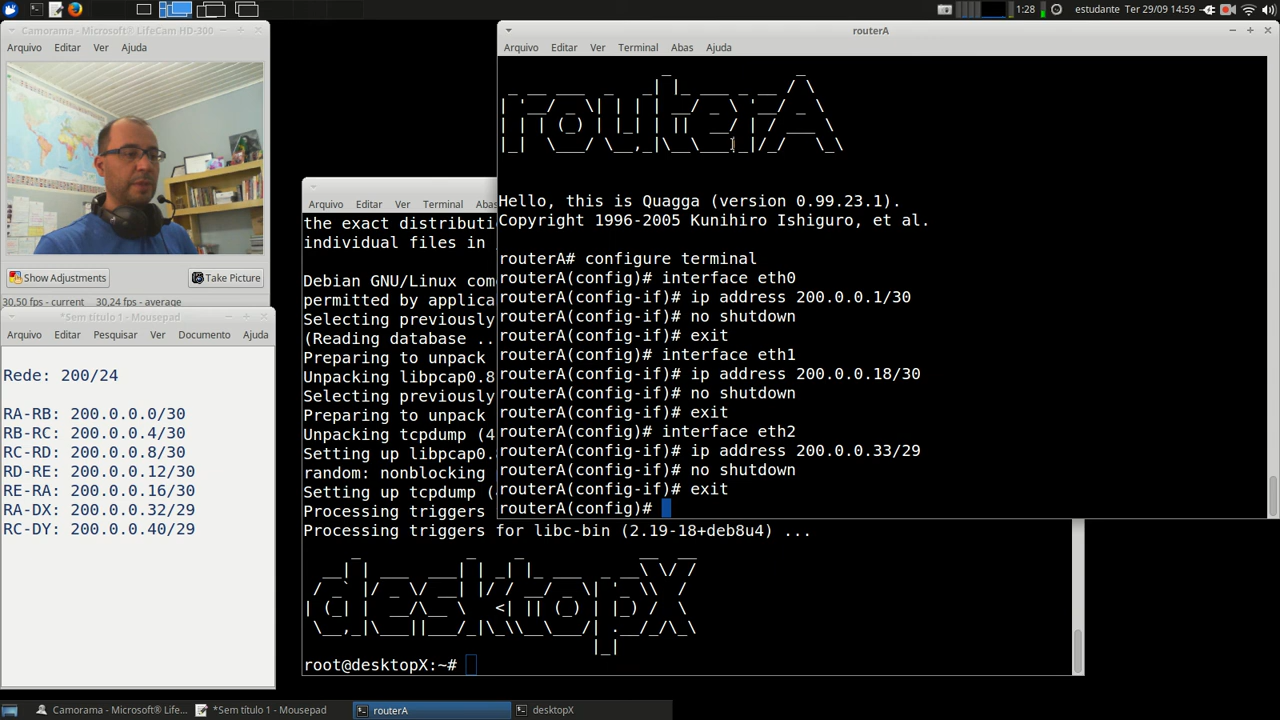 1:28 estudante Ter 29/09 14:59
Camorama - Microsoft® LifeCam HD-300
Arquivo Editar Ver Ajuda
Show Adjustments
Take Picture
30,50 fps - current 30,24 fps - average
*Sem título 1 - Mousepad
Arquivo Editar Pesquisar Ver Documento Ajuda
Rede: 200/24
RA-RB: 200.0.0.0/30
RB-RC: 200.0.0.4/30
RC-RD: 200.0.0.8/30
RD-RE: 200.0.0.12/30
RE-RA: 200.0.0.16/30
RA-DX: 200.0.0.32/29
RC-DY: 200.0.0.40/29
routerA
Arquivo Editar Ver Terminal Abas Ajuda
routerA
Hello, this is Quagga (version 0.99.23.1).
Copyright 1996-2005 Kunihiro Ishiguro, et al.
routerA# configure terminal
routerA(config)# interface eth0
routerA(config-if)# ip address 200.0.0.1/30
routerA(config-if)# no shutdown
routerA(config-if)# exit
routerA(config)# interface eth1
routerA(config-if)# ip address 200.0.0.18/30
routerA(config-if)# no shutdown
routerA(config-if)# exit
routerA(config)# interface eth2
routerA(config-if)# ip address 200.0.0.33/29
routerA(config-if)# no shutdown
routerA(config-if)# exit
routerA(config)#
Arquivo Editar Ver Terminal Abas
the exact distributi
individual files in
Debian GNU/Linux com
permitted by applica
Selecting previously
(Reading database ..
Preparing to unpack
Unpacking libpcap0.8
Selecting previously
Preparing to unpack
Unpacking tcpdump (4
Setting up libpcap0.
random: nonblocking
Setting up tcpdump (
Processing triggers
Processing triggers for libc-bin (2.19-18+deb8u4) ...
desktopX
root@desktopX:~#
Camorama - Microsoft® LifeC...
*Sem título 1 - Mousepad
routerA
desktopX